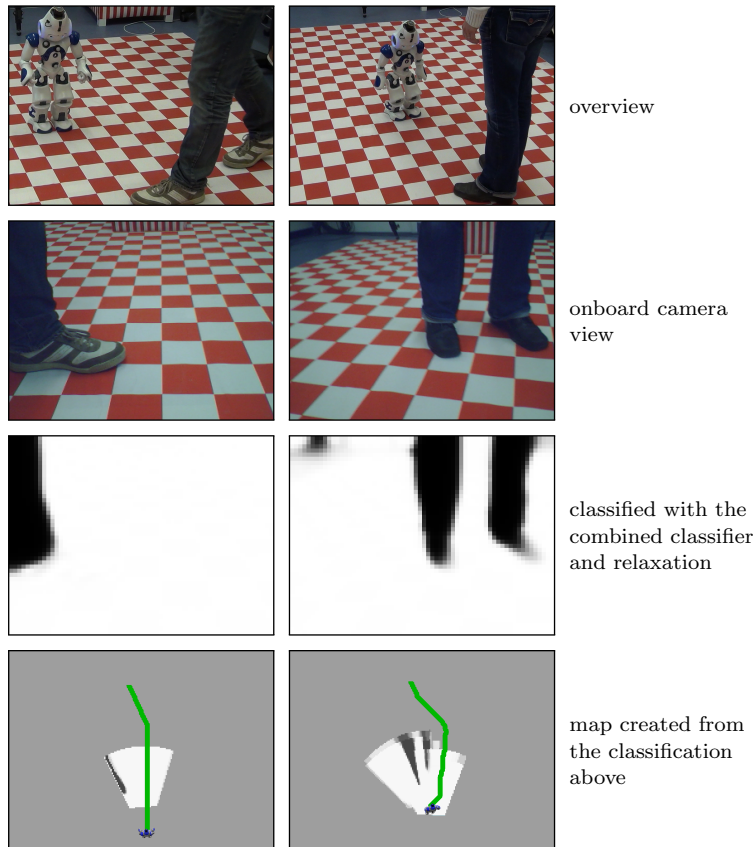 overview
onboard camera
view
classified with the
combined classifier
and relaxation
map created from
the classification
above